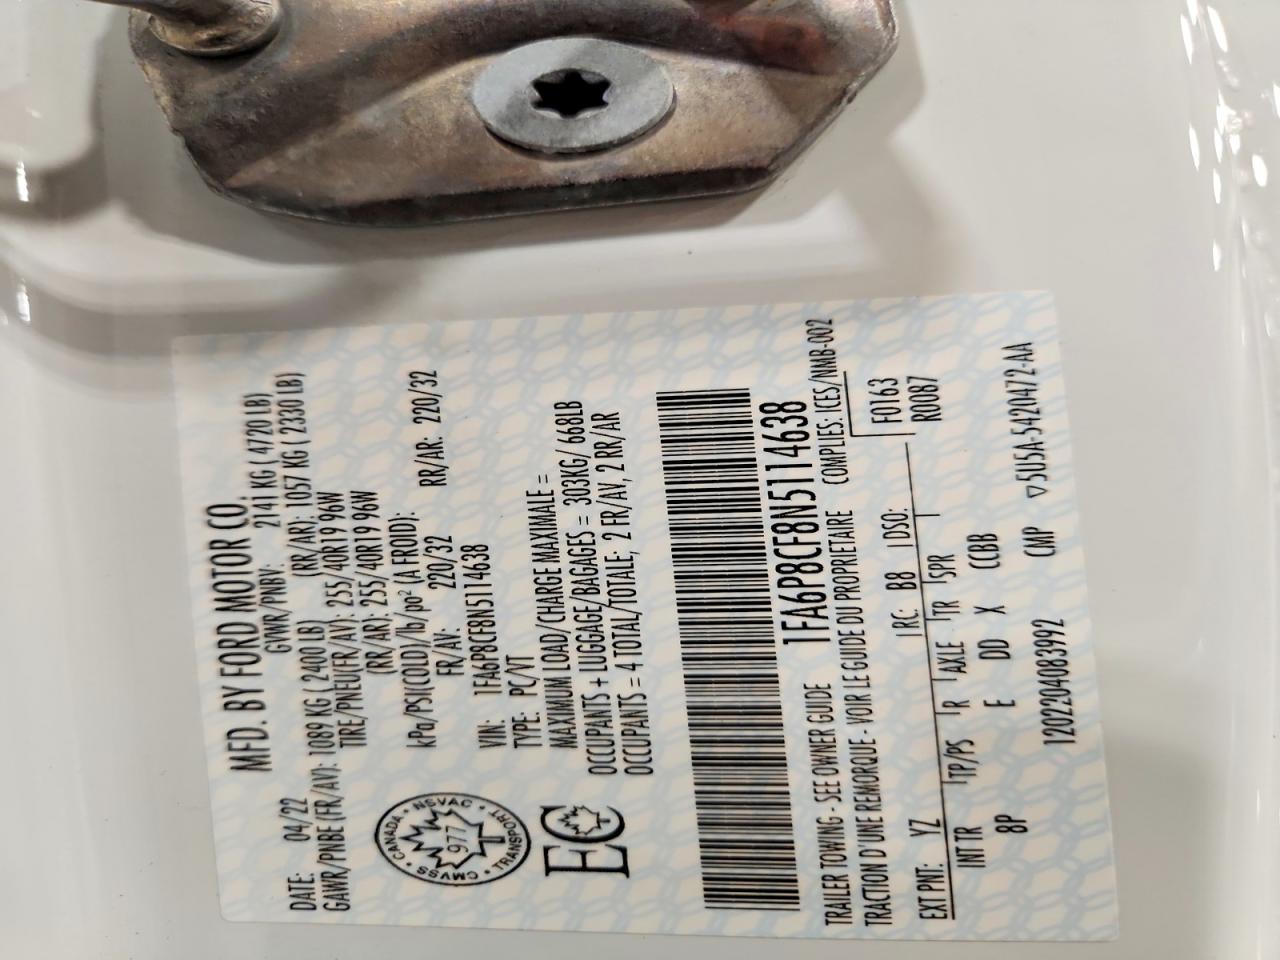 MFD. BY FORD MOTOR CO.
DATE: 04/22 GVWR/PNBV: 2141 KG ( 4720 LB)
GAWR/PNBE (FR/AV): 1089 KG ( 2400 LB) (RR/AR): 1057 KG ( 2330 LB)
TIRE/PNEU(FR/AV): 255/ 40R19 96W
(RR/AR): 255/ 40R19 96W
kPa/PSI(COLD)/lb/po² (A FROID):
FR/AV: 220/32 RR/AR: 220/32
VIN: 1FA6P8CF8N5114638
TYPE: PC/VT
MAXIMUM LOAD/CHARGE MAXIMALE =
OCCUPANTS + LUGGAGE/BAGAGES = 303KG/ 668LB
OCCUPANTS = 4 TOTAL/TOTALE; 2 FR/AV, 2 RR/AR
CANADA • NSVAC • TRANSPORT • CMVSS
977
EC
1FA6P8CF8N5114638
TRAILER TOWING - SEE OWNER GUIDE COMPLIES: ICES/NMB-002
TRACTION D'UNE REMORQUE - VOIR LE GUIDE DU PROPRIETAIRE
F0163
R0087
EXT PNT: YZ RC: B8 DSO:
INT TR TP/PS R AXLE TR SPR
8P E DD X CCBB
1202204083992 CMP ▽5U5A-5420472-AA